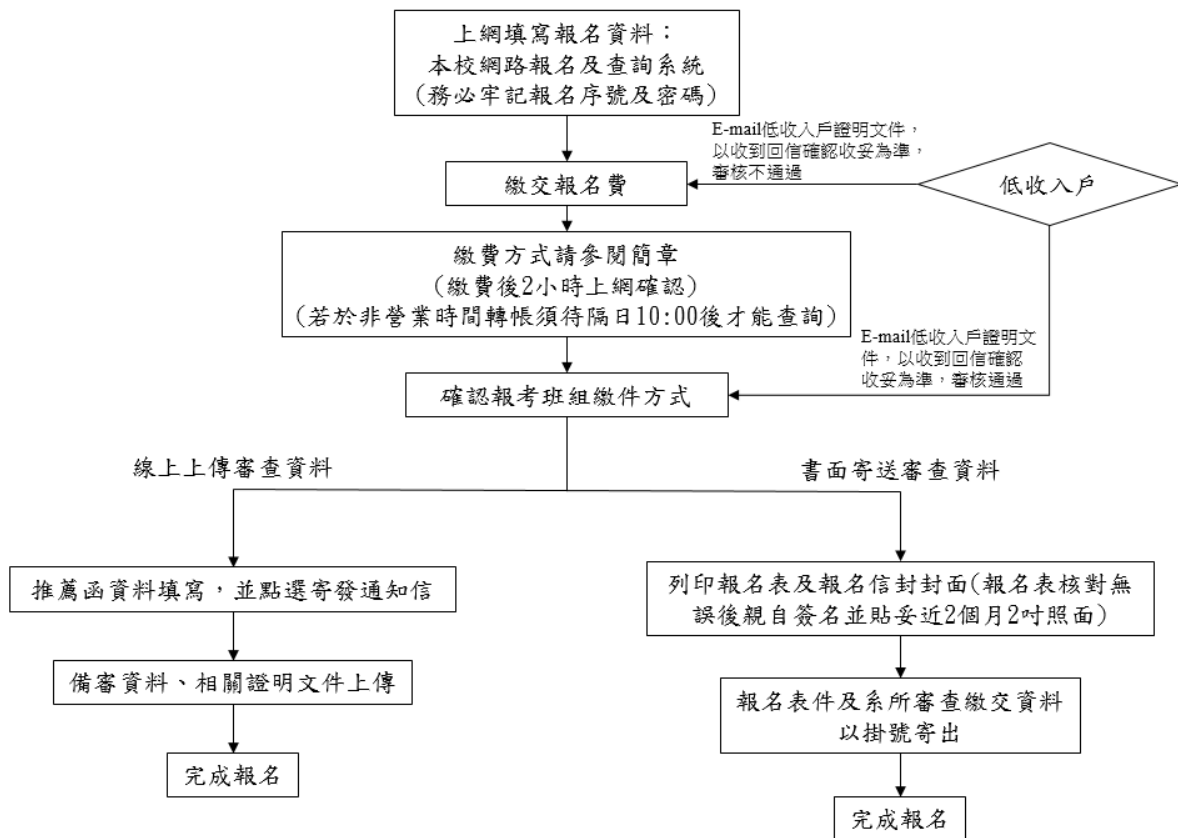 上網填寫報名資料：
本校網路報名及查詢系統
(務必牢記報名序號及密碼)
E-mail低收入戶證明文件，
以收到回信確認收妥為準，
審核不通過
繳交報名費
低收入戶
繳費方式請參閱簡章
(繳費後2小時上網確認)
(若於非營業時間轉帳須待隔日10:00後才能查詢)
E-mail低收入戶證明文
件，以收到回信確認
收妥為準，審核通過
確認報考班組繳件方式
線上上傳審查資料
書面寄送審查資料
推薦函資料填寫，並點選寄發通知信
列印報名表及報名信封封面(報名表核對無
誤後親自簽名並貼妥近2個月2吋照面)
備審資料、相關證明文件上傳
報名表件及系所審查繳交資料
以掛號寄出
完成報名
完成報名